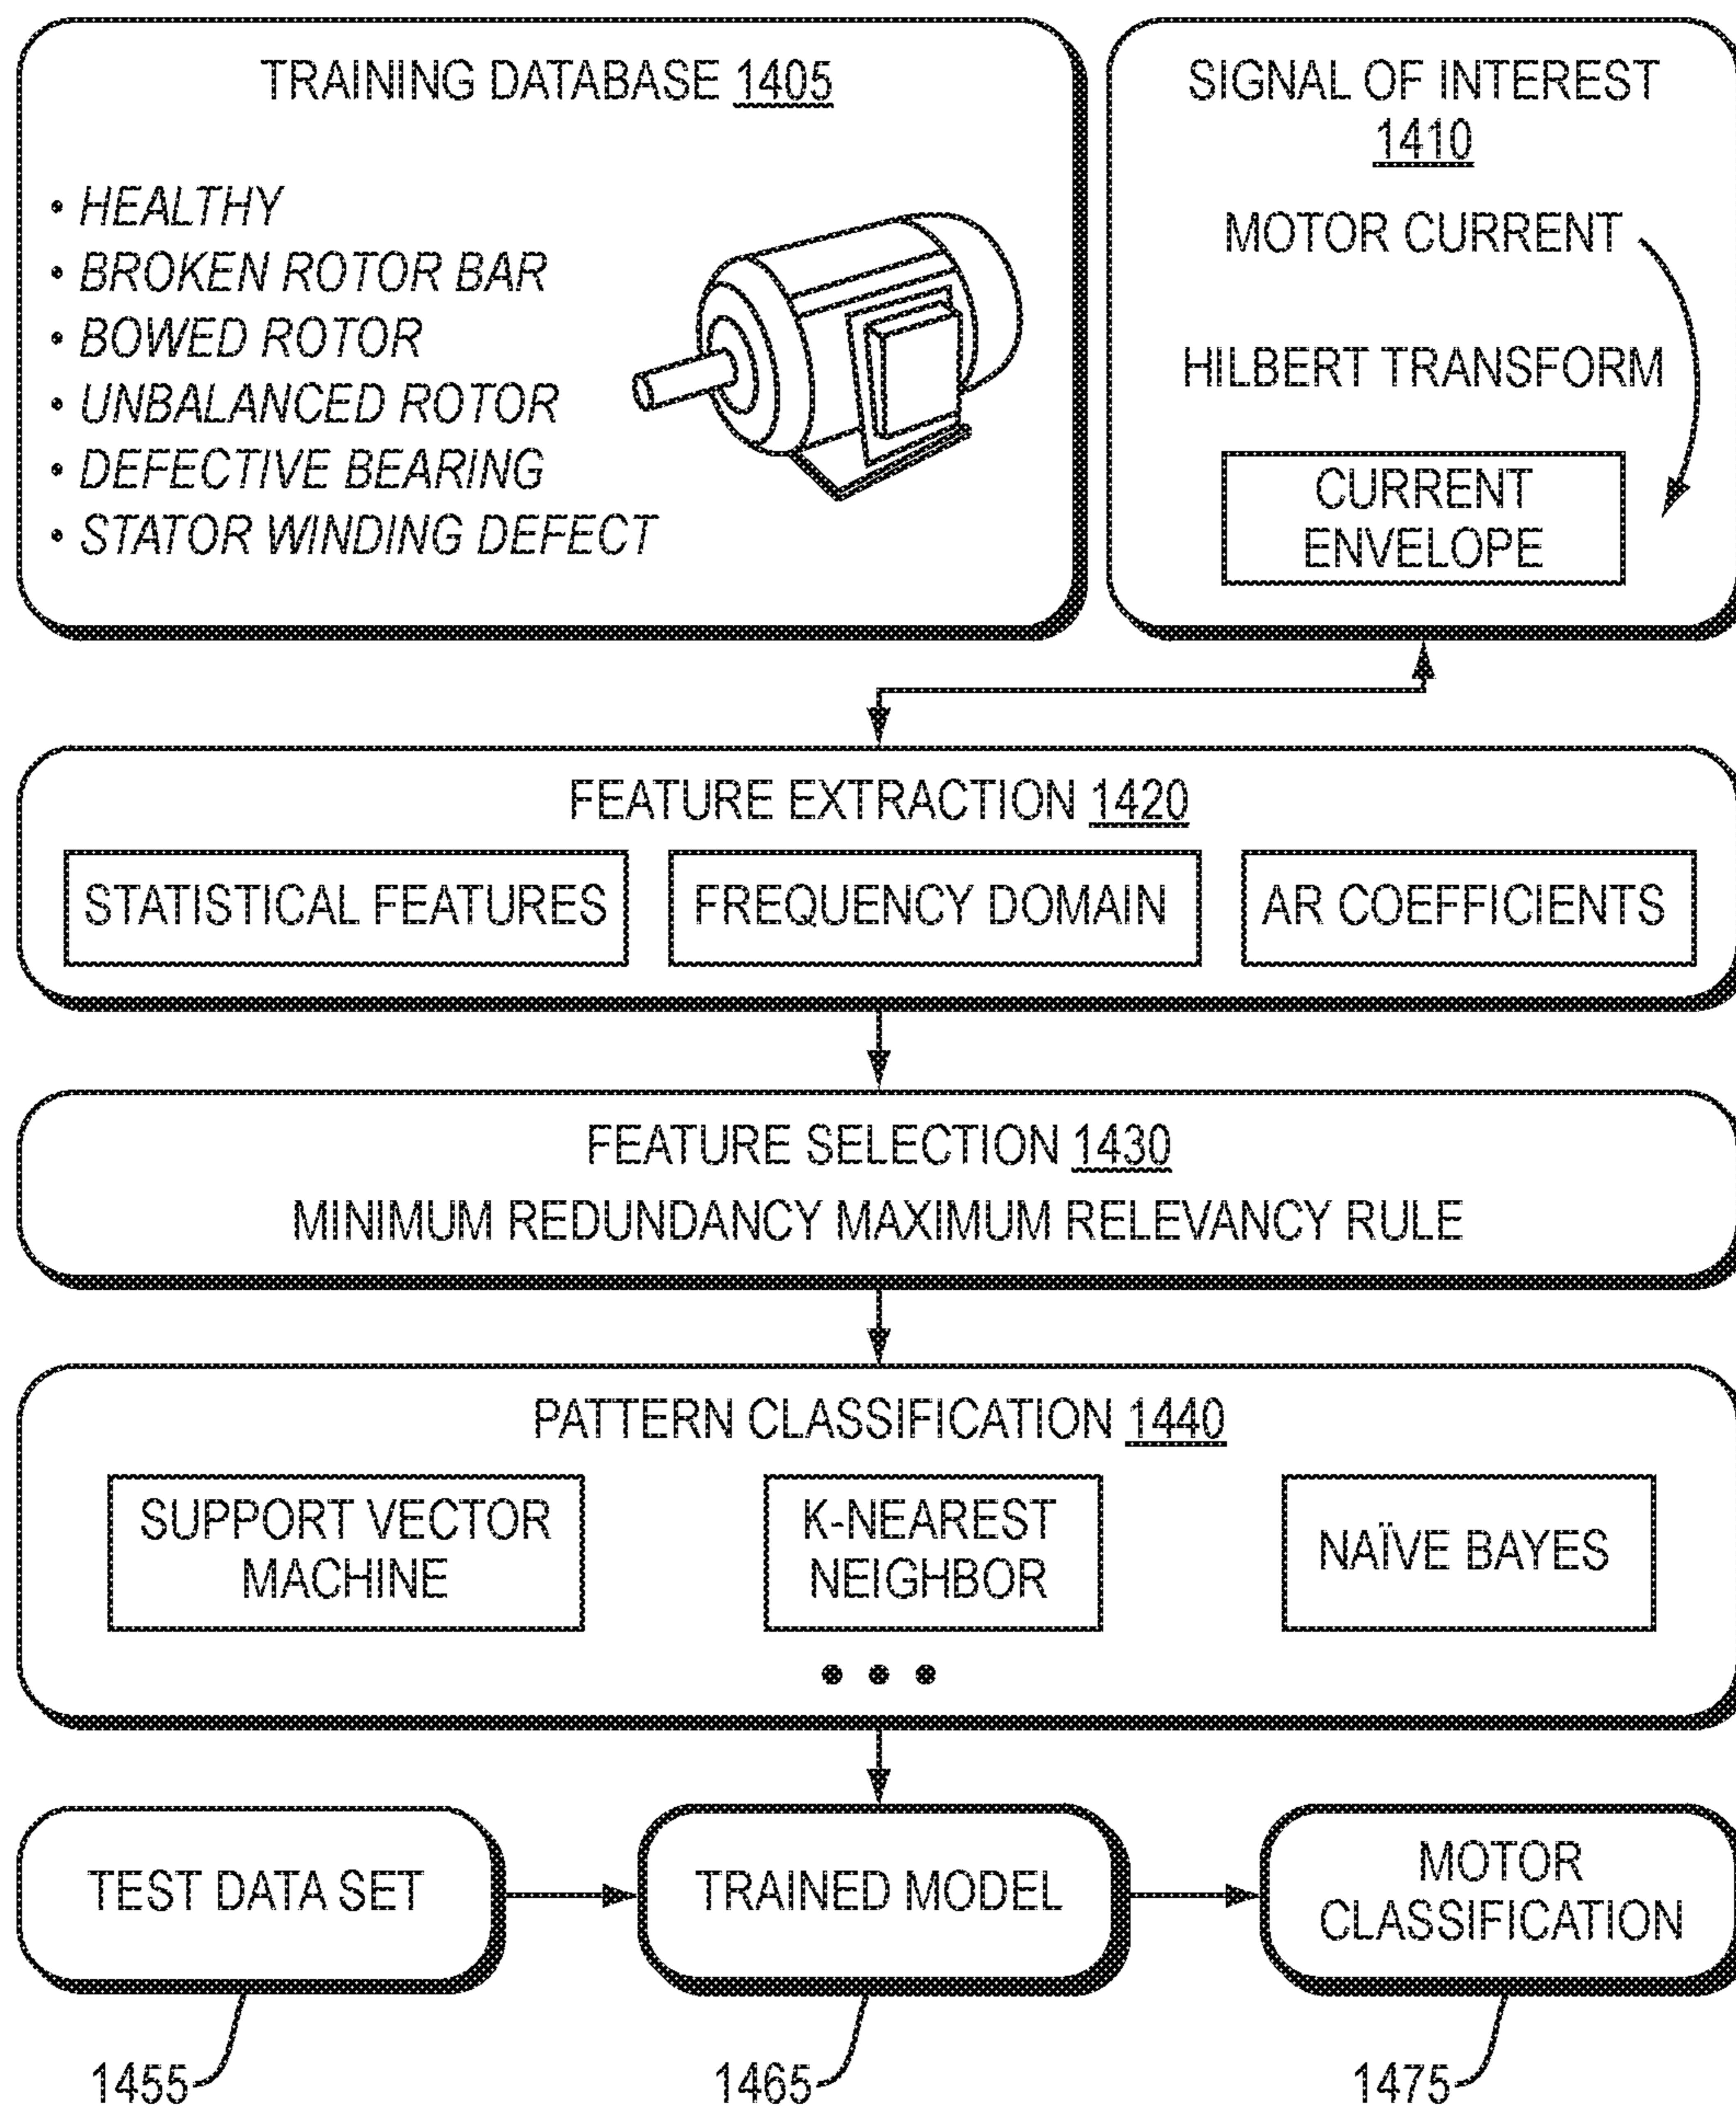 TRAINING DATABASE 1405
• HEALTHY
• BROKEN ROTOR BAR
• BOWED ROTOR
• UNBALANCED ROTOR
• DEFECTIVE BEARING
• STATOR WINDING DEFECT
SIGNAL OF INTEREST
1410
MOTOR CURRENT
HILBERT TRANSFORM
CURRENT
ENVELOPE
FEATURE EXTRACTION 1420
STATISTICAL FEATURES
FREQUENCY DOMAIN
AR COEFFICIENTS
FEATURE SELECTION 1430
MINIMUM REDUNDANCY MAXIMUM RELEVANCY RULE
PATTERN CLASSIFICATION 1440
SUPPORT VECTOR
MACHINE
K-NEAREST
NEIGHBOR
NAÏVE BAYES
• • •
TEST DATA SET
TRAINED MODEL
MOTOR
CLASSIFICATION
1455
1465
1475